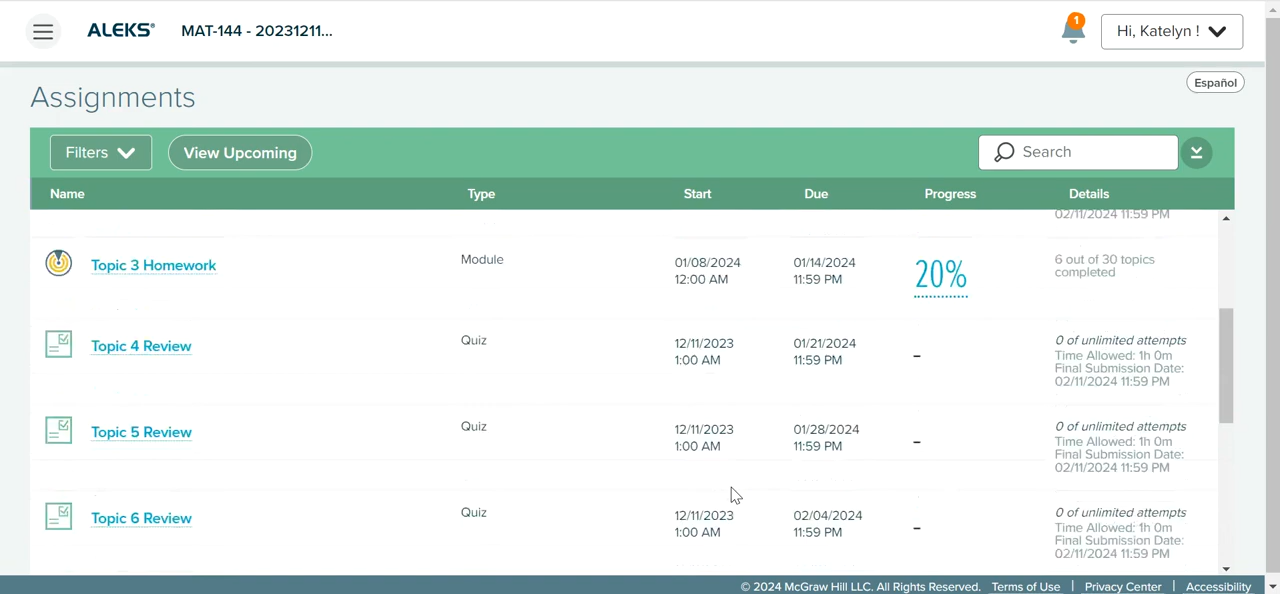 ALEKS® MAT-144 - 20231211... 1 Hi, Katelyn !
Español
Assignments
Filters View Upcoming Search
Name Type Start Due Progress Details
02/11/2024 11:59 PM
Topic 3 Homework Module 01/08/2024 01/14/2024 20% 6 out of 30 topics
12:00 AM 11:59 PM completed
Topic 4 Review Quiz 12/11/2023 01/21/2024 – 0 of unlimited attempts
1:00 AM 11:59 PM Time Allowed: 1h 0m
Final Submission Date:
02/11/2024 11:59 PM
Topic 5 Review Quiz 12/11/2023 01/28/2024 – 0 of unlimited attempts
1:00 AM 11:59 PM Time Allowed: 1h 0m
Final Submission Date:
02/11/2024 11:59 PM
Topic 6 Review Quiz 12/11/2023 02/04/2024 – 0 of unlimited attempts
1:00 AM 11:59 PM Time Allowed: 1h 0m
Final Submission Date:
02/11/2024 11:59 PM
© 2024 McGraw Hill LLC. All Rights Reserved. Terms of Use | Privacy Center | Accessibility